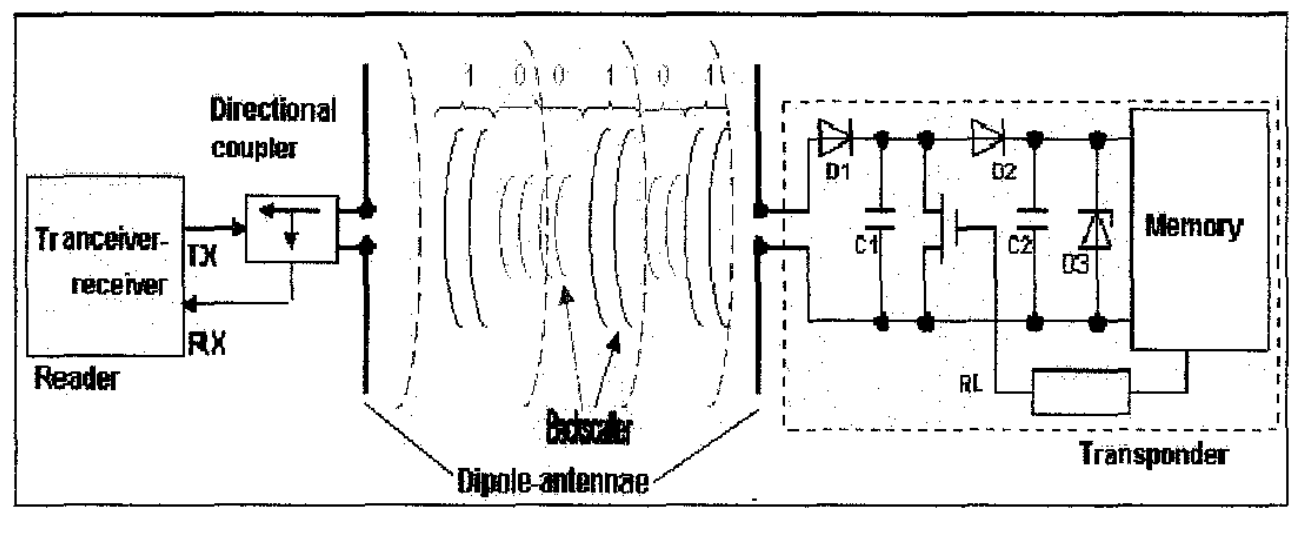 1 0 0 1 0 1
Directional
coupler
Tranceiver-
receiver
TX
RX
Reader
D1
D2
C1
C2
D3
Memory
RL
Backscatter
Dipole-antennae
Transponder